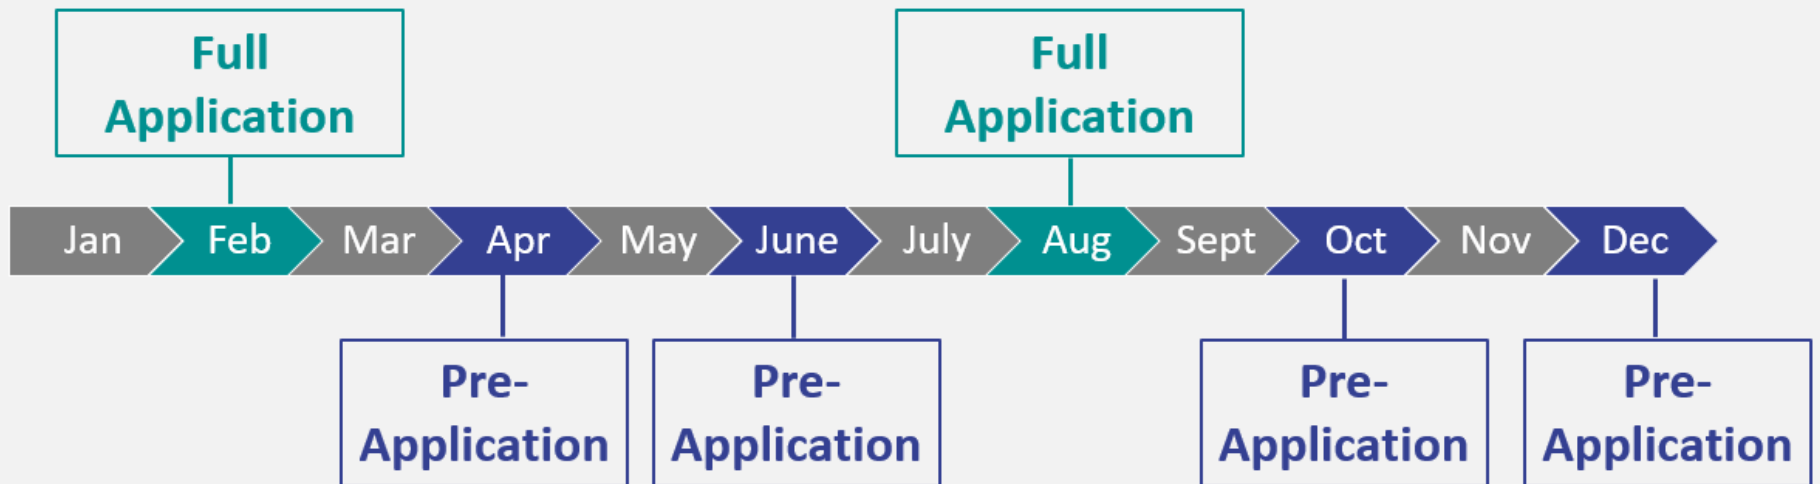 Full
Application
Full
Application
Jan Feb Mar Apr May June July Aug Sept Oct Nov Dec
Pre-
Application
Pre-
Application
Pre-
Application
Pre-
Application